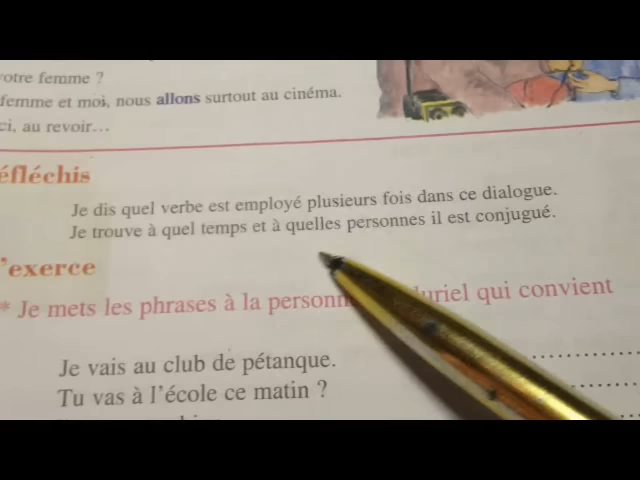 votre femme ?
femme et moi, nous allons surtout au cinéma.
ci, au revoir...
éfléchis
Je dis quel verbe est employé plusieurs fois dans ce dialogue.
Je trouve à quel temps et à quelles personnes il est conjugué.
'exerce
* Je mets les phrases à la personn uriel qui convient
Je vais au club de pétanque.
Tu vas à l'école ce matin ?